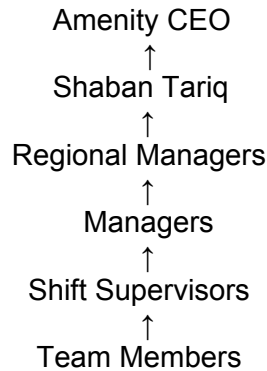 Amenity CEO
↑
Shaban Tariq
↑
Regional Managers
↑
Managers
↑
Shift Supervisors
↑
Team Members